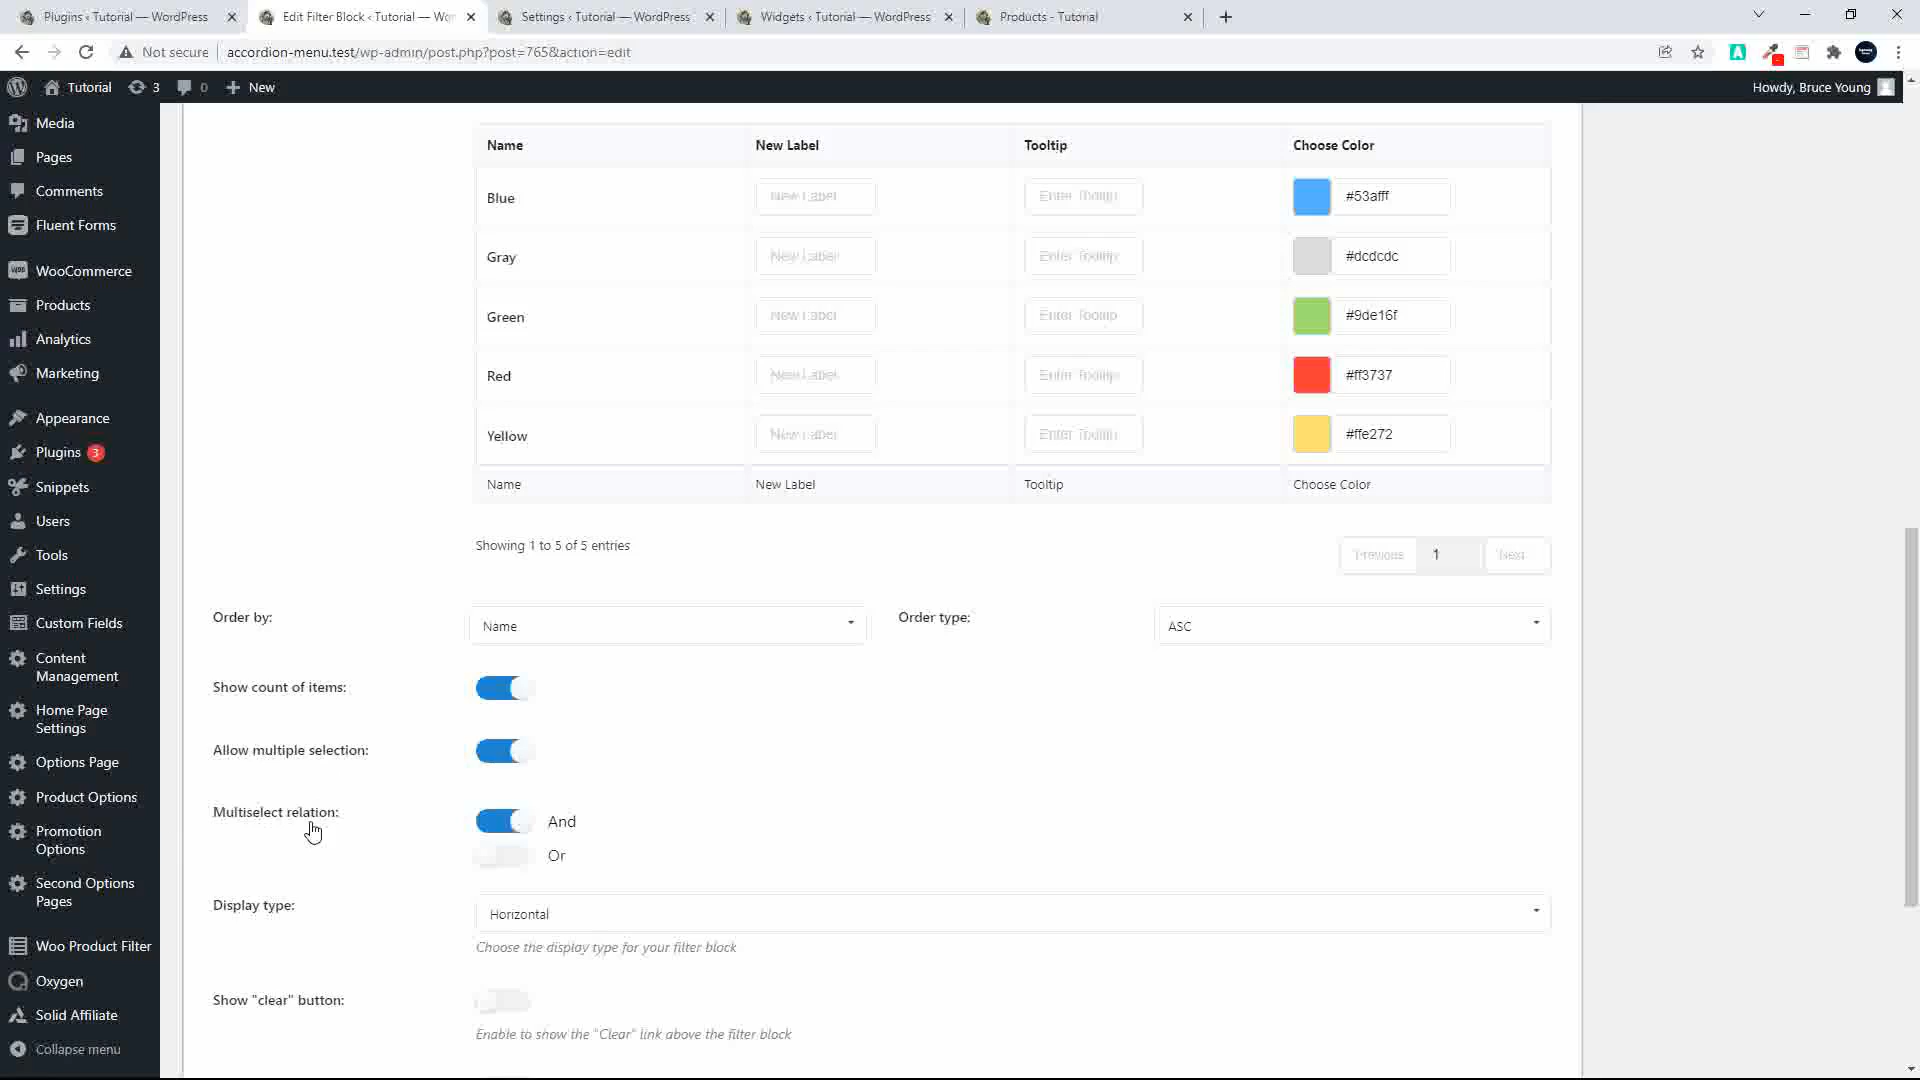 Plugins ‹ Tutorial — WordPress
Edit Filter Block ‹ Tutorial — Wor
Settings ‹ Tutorial — WordPress
Widgets ‹ Tutorial — WordPress
Products - Tutorial
Not secure
accordion-menu.test/wp-admin/post.php?post=765&action=edit
Tutorial
3
0
New
Howdy, Bruce Young
Media
Pages
Comments
Fluent Forms
WooCommerce
Products
Analytics
Marketing
Appearance
Plugins 3
Snippets
Users
Tools
Settings
Custom Fields
Content
Management
Home Page
Settings
Options Page
Product Options
Promotion
Options
Second Options
Pages
Woo Product Filter
Oxygen
Solid Affiliate
Collapse menu
Name New Label Tooltip Choose Color
Blue New Label Enter Tooltip #53afff
Gray New Label Enter Tooltip #dcdcdc
Green New Label Enter Tooltip #9de16f
Red New Label Enter Tooltip #ff3737
Yellow New Label Enter Tooltip #ffe272
Name New Label Tooltip Choose Color
Showing 1 to 5 of 5 entries
Previous 1 Next
Order by: Name Order type: ASC
Show count of items:
Allow multiple selection:
Multiselect relation: And
Or
Display type: Horizontal
Choose the display type for your filter block
Show "clear" button:
Enable to show the "Clear" link above the filter block